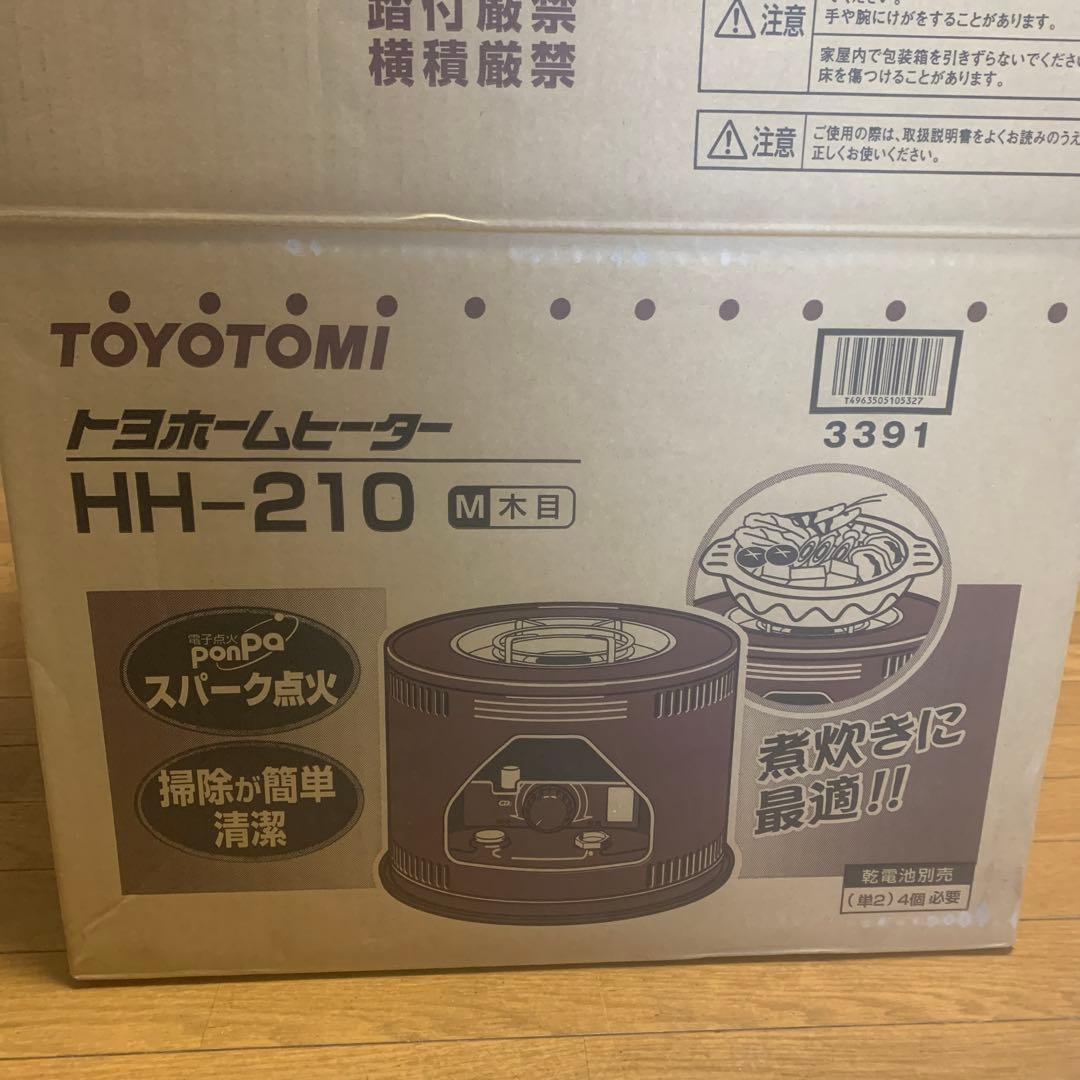 踏付厳禁
横積厳禁
注意
手や腕にけがをすることがあります。
家屋内で包装箱を引きずらないでください
床を傷つけることがあります。
注意
ご使用の際は、取扱説明書をよくお読みのうえ
正しくお使いください。
TOYOTOMI
トヨホームヒーター
HH-210 M 木目
T4963505105327
3391
電子点火
ponpa
スパーク点火
掃除が簡単
清潔
煮炊きに
最適!!
乾電池別売
(単2)4個必要